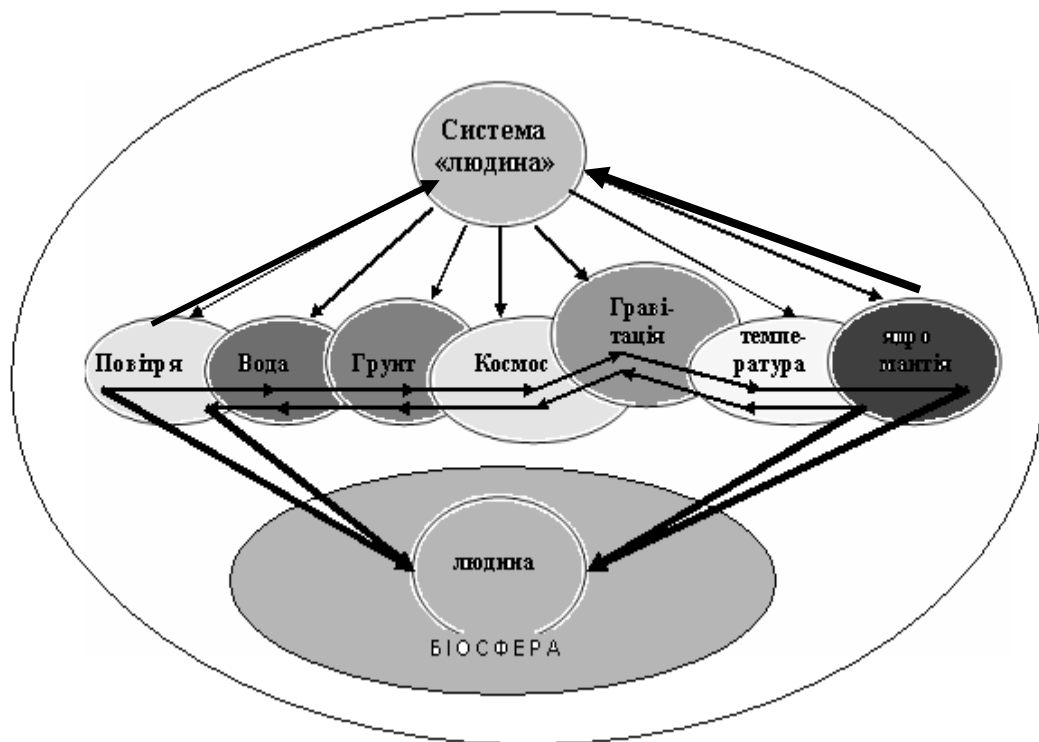 Система
«людина»
Повітря
Вода
Грунт
Космос
Граві-
тація
темпе-
ратура
ядро
мантія
людина
БІОСФЕРА